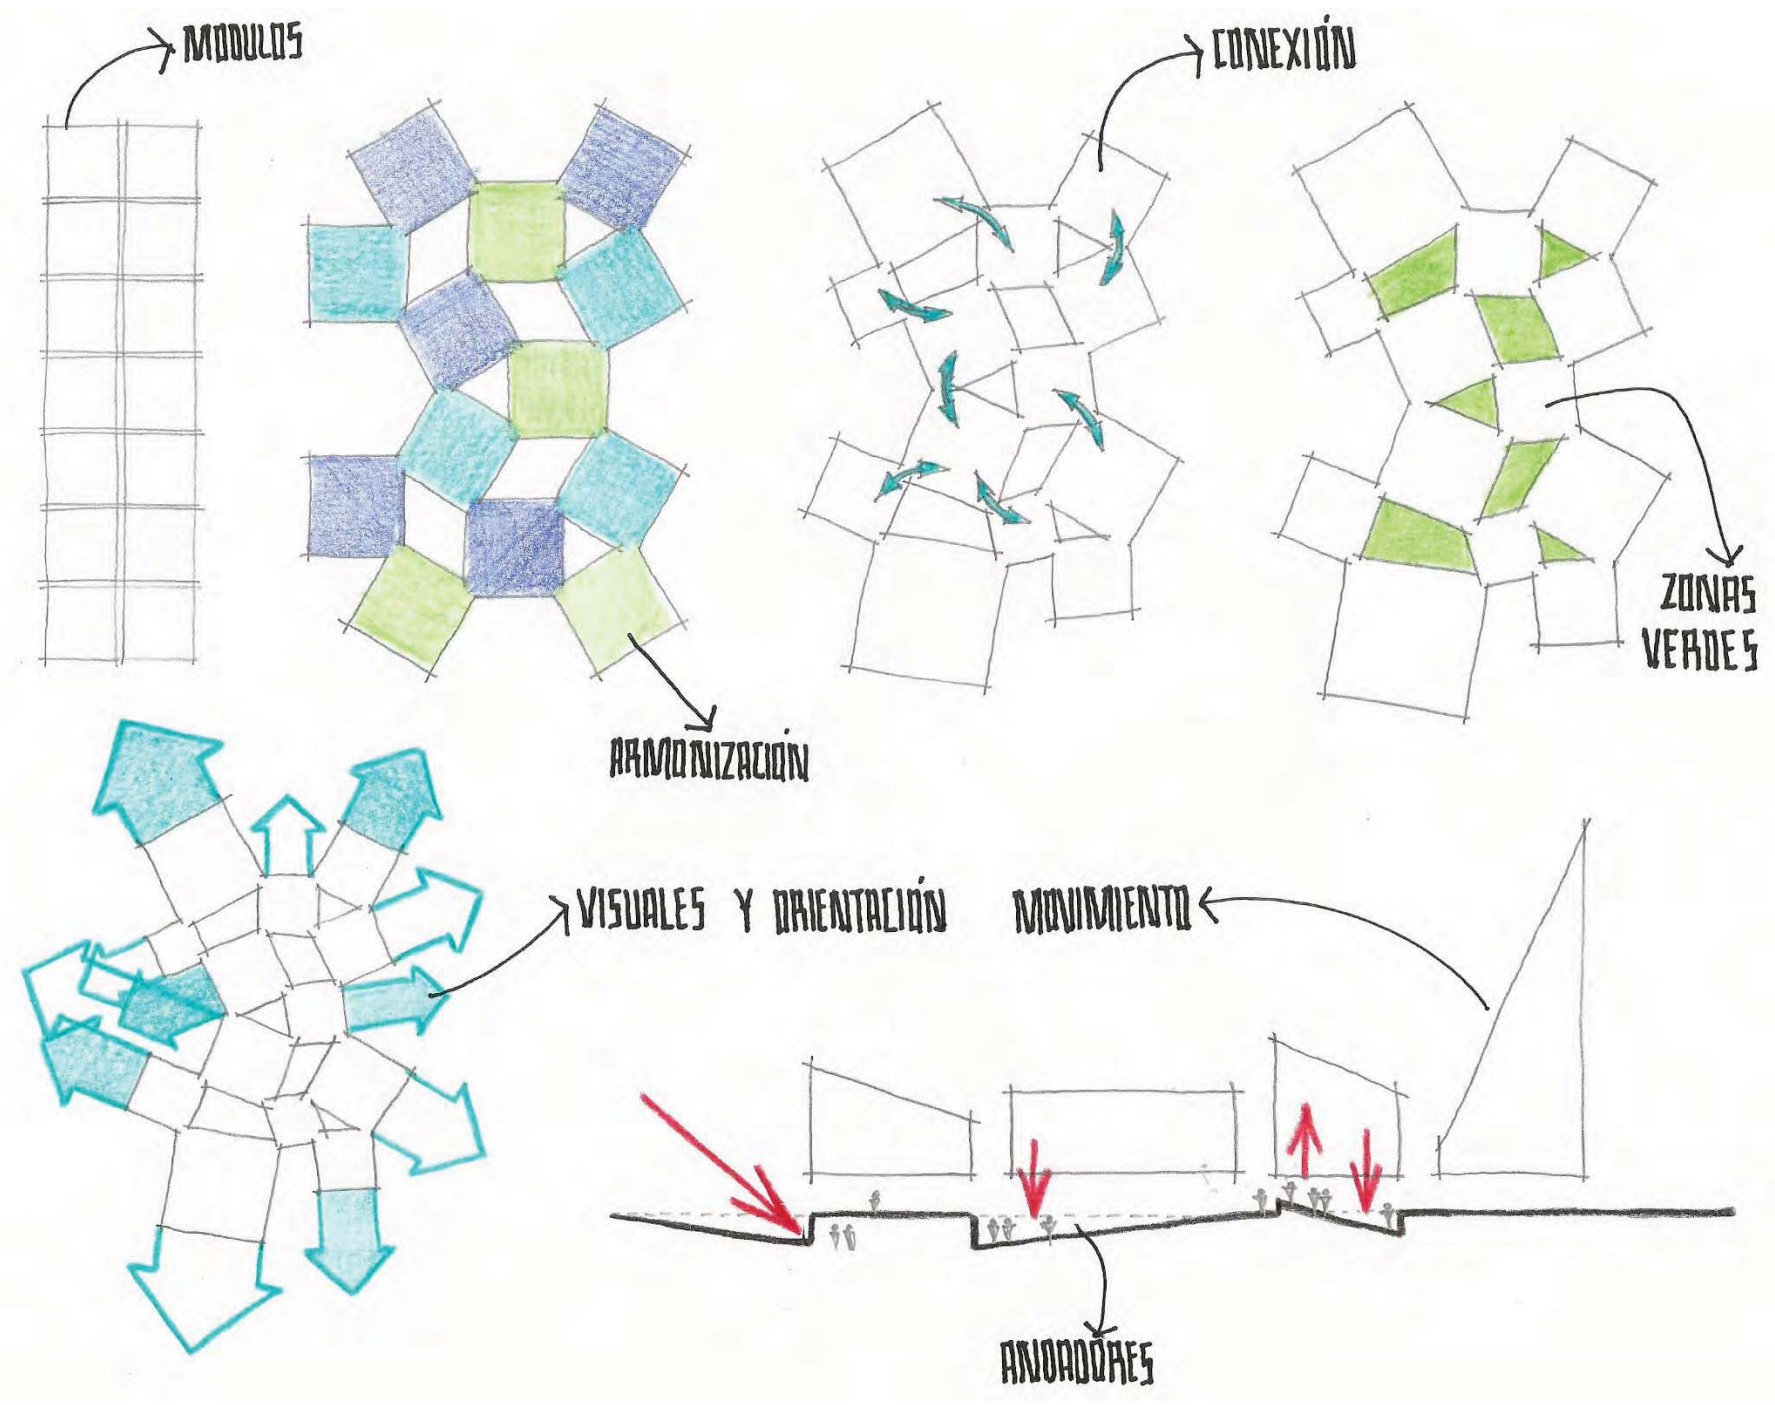 MODULOS
CONEXIÓN
ZONAS
VERDES
ARMONIZACIÓN
VISUALES Y ORIENTACIÓN
MOVIMIENTO
ANDADORES